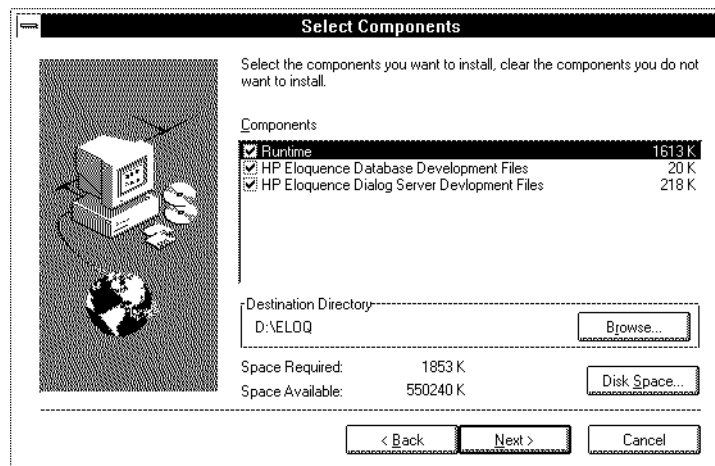 Select Components
Select the components you want to install, clear the components you do not
want to install.
Components
Runtime 1613 K
HP Eloquence Database Development Files 20 K
HP Eloquence Dialog Server Devlopment Files 218 K
Destination Directory
D:\ELOQ
Browse...
Space Required: 1853 K
Space Available: 550240 K
Disk Space...
< Back Next > Cancel